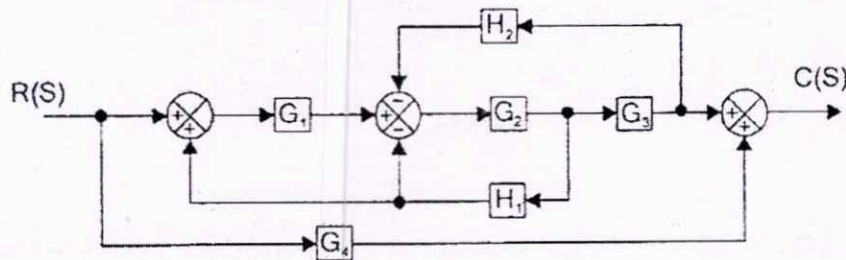 H₂
R(S)
C(S)
+
+
G₁
−
+
−
G₂
G₃
+
+
H₁
G₄